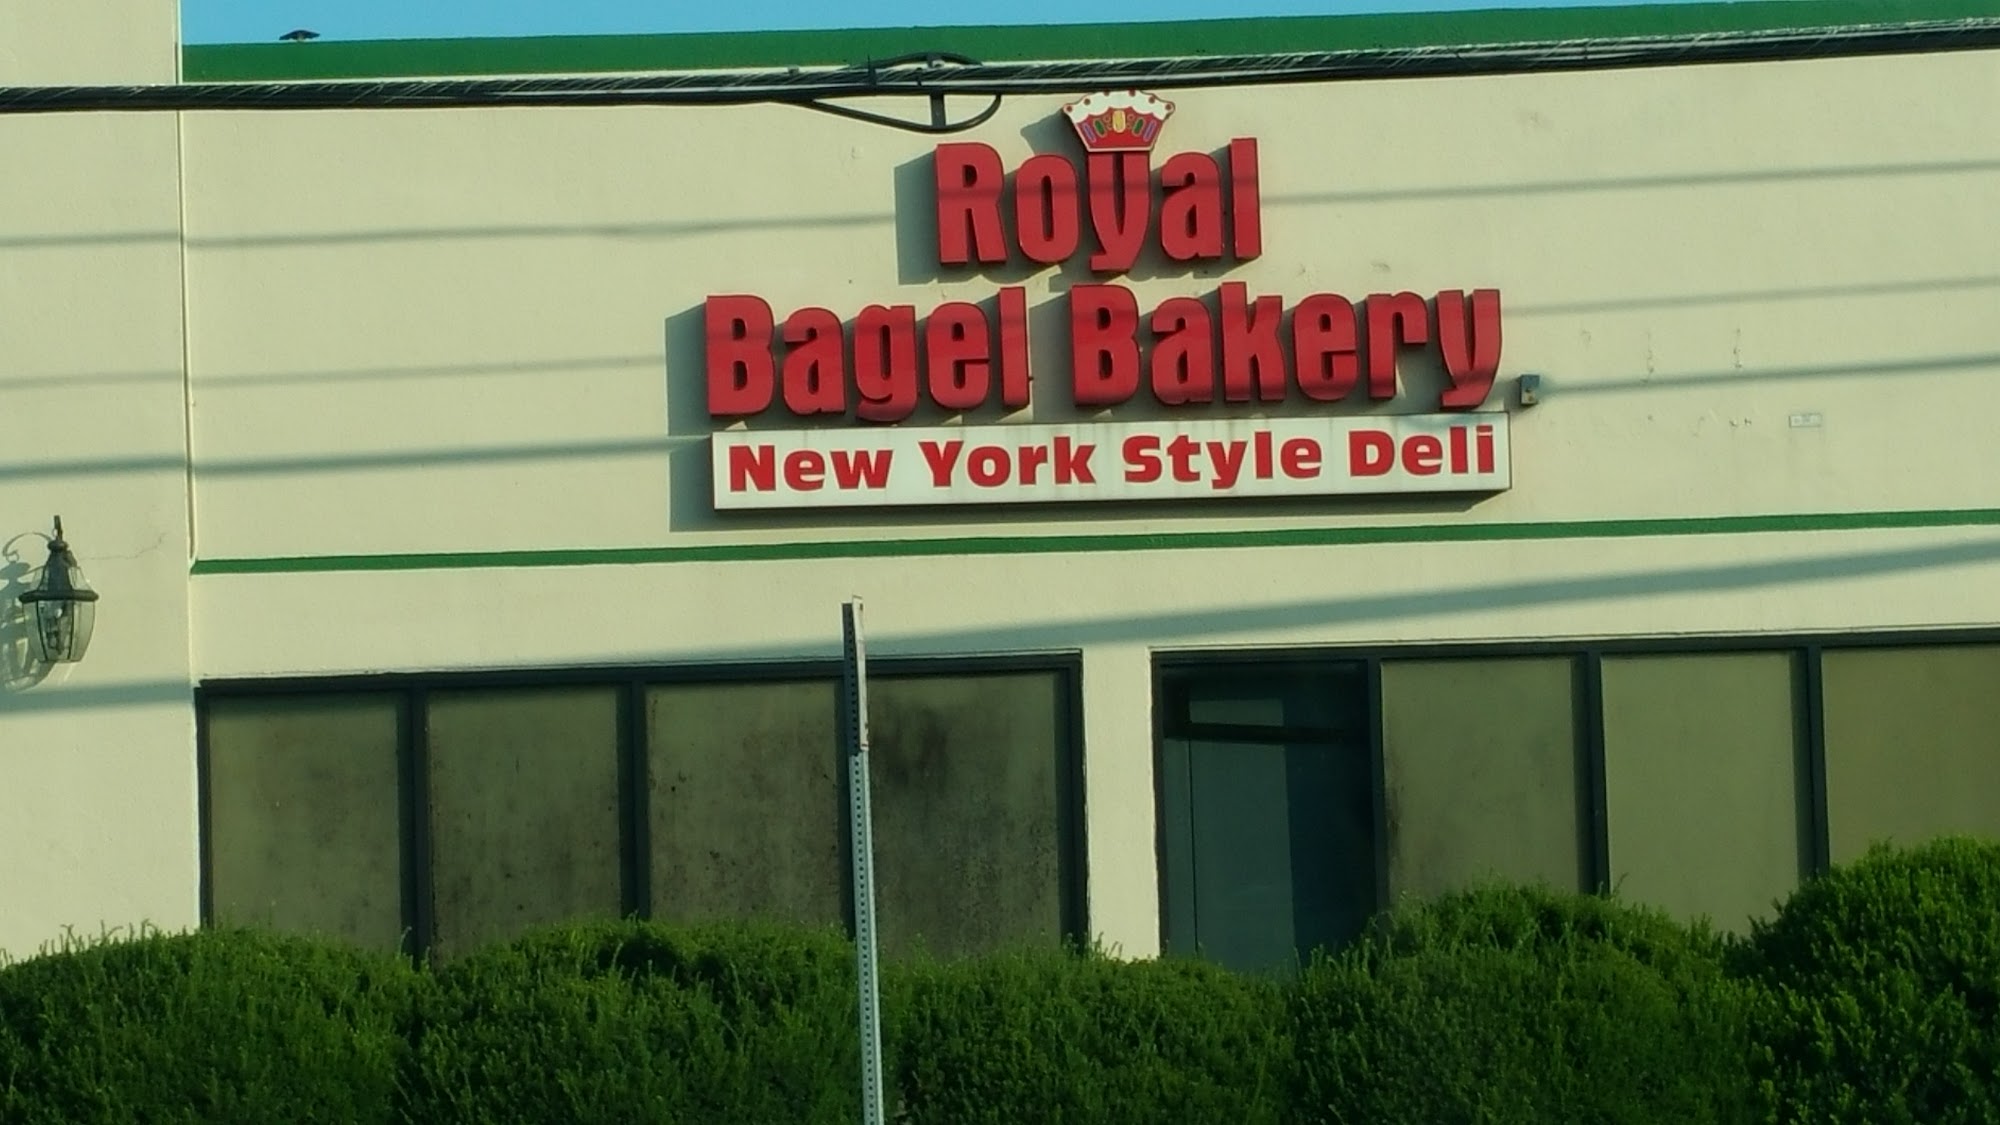 Royal
Bagel Bakery
New York Style Deli